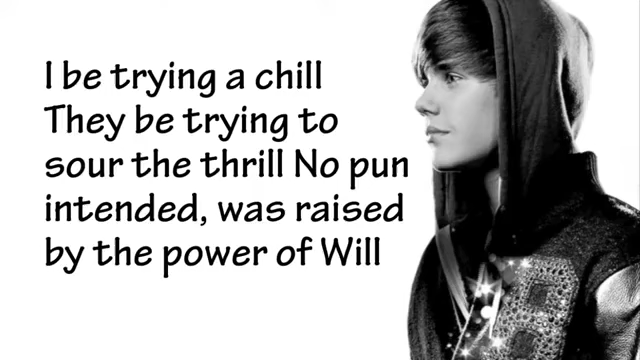 I be trying a chill
They be trying to
sour the thrill No pun
intended, was raised
by the power of Will